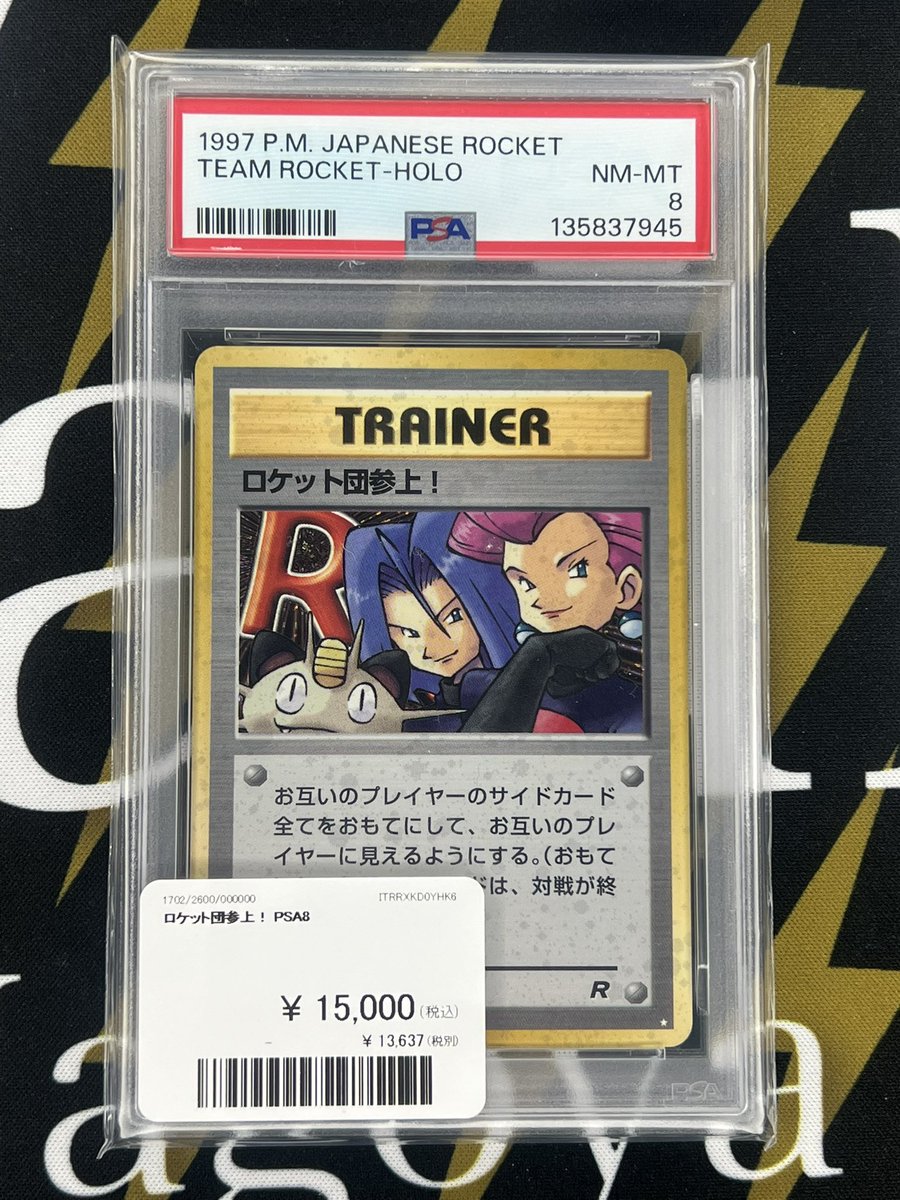 1997 P.M. JAPANESE ROCKET
TEAM ROCKET-HOLO
NM-MT
8
PSA
135837945
TRAINER
ロケット団参上！
R
お互いのプレイヤーのサイドカード
全てをおもてにして、お互いのプレ
イヤーに見えるようにする。（おもて
は、対戦が終
R
PSA
1702/2600/000000
ITRRXKD0YHK6
ロケット団参上！ PSA8
¥ 15,000(税込)
¥ 13,637(税別)
agoya